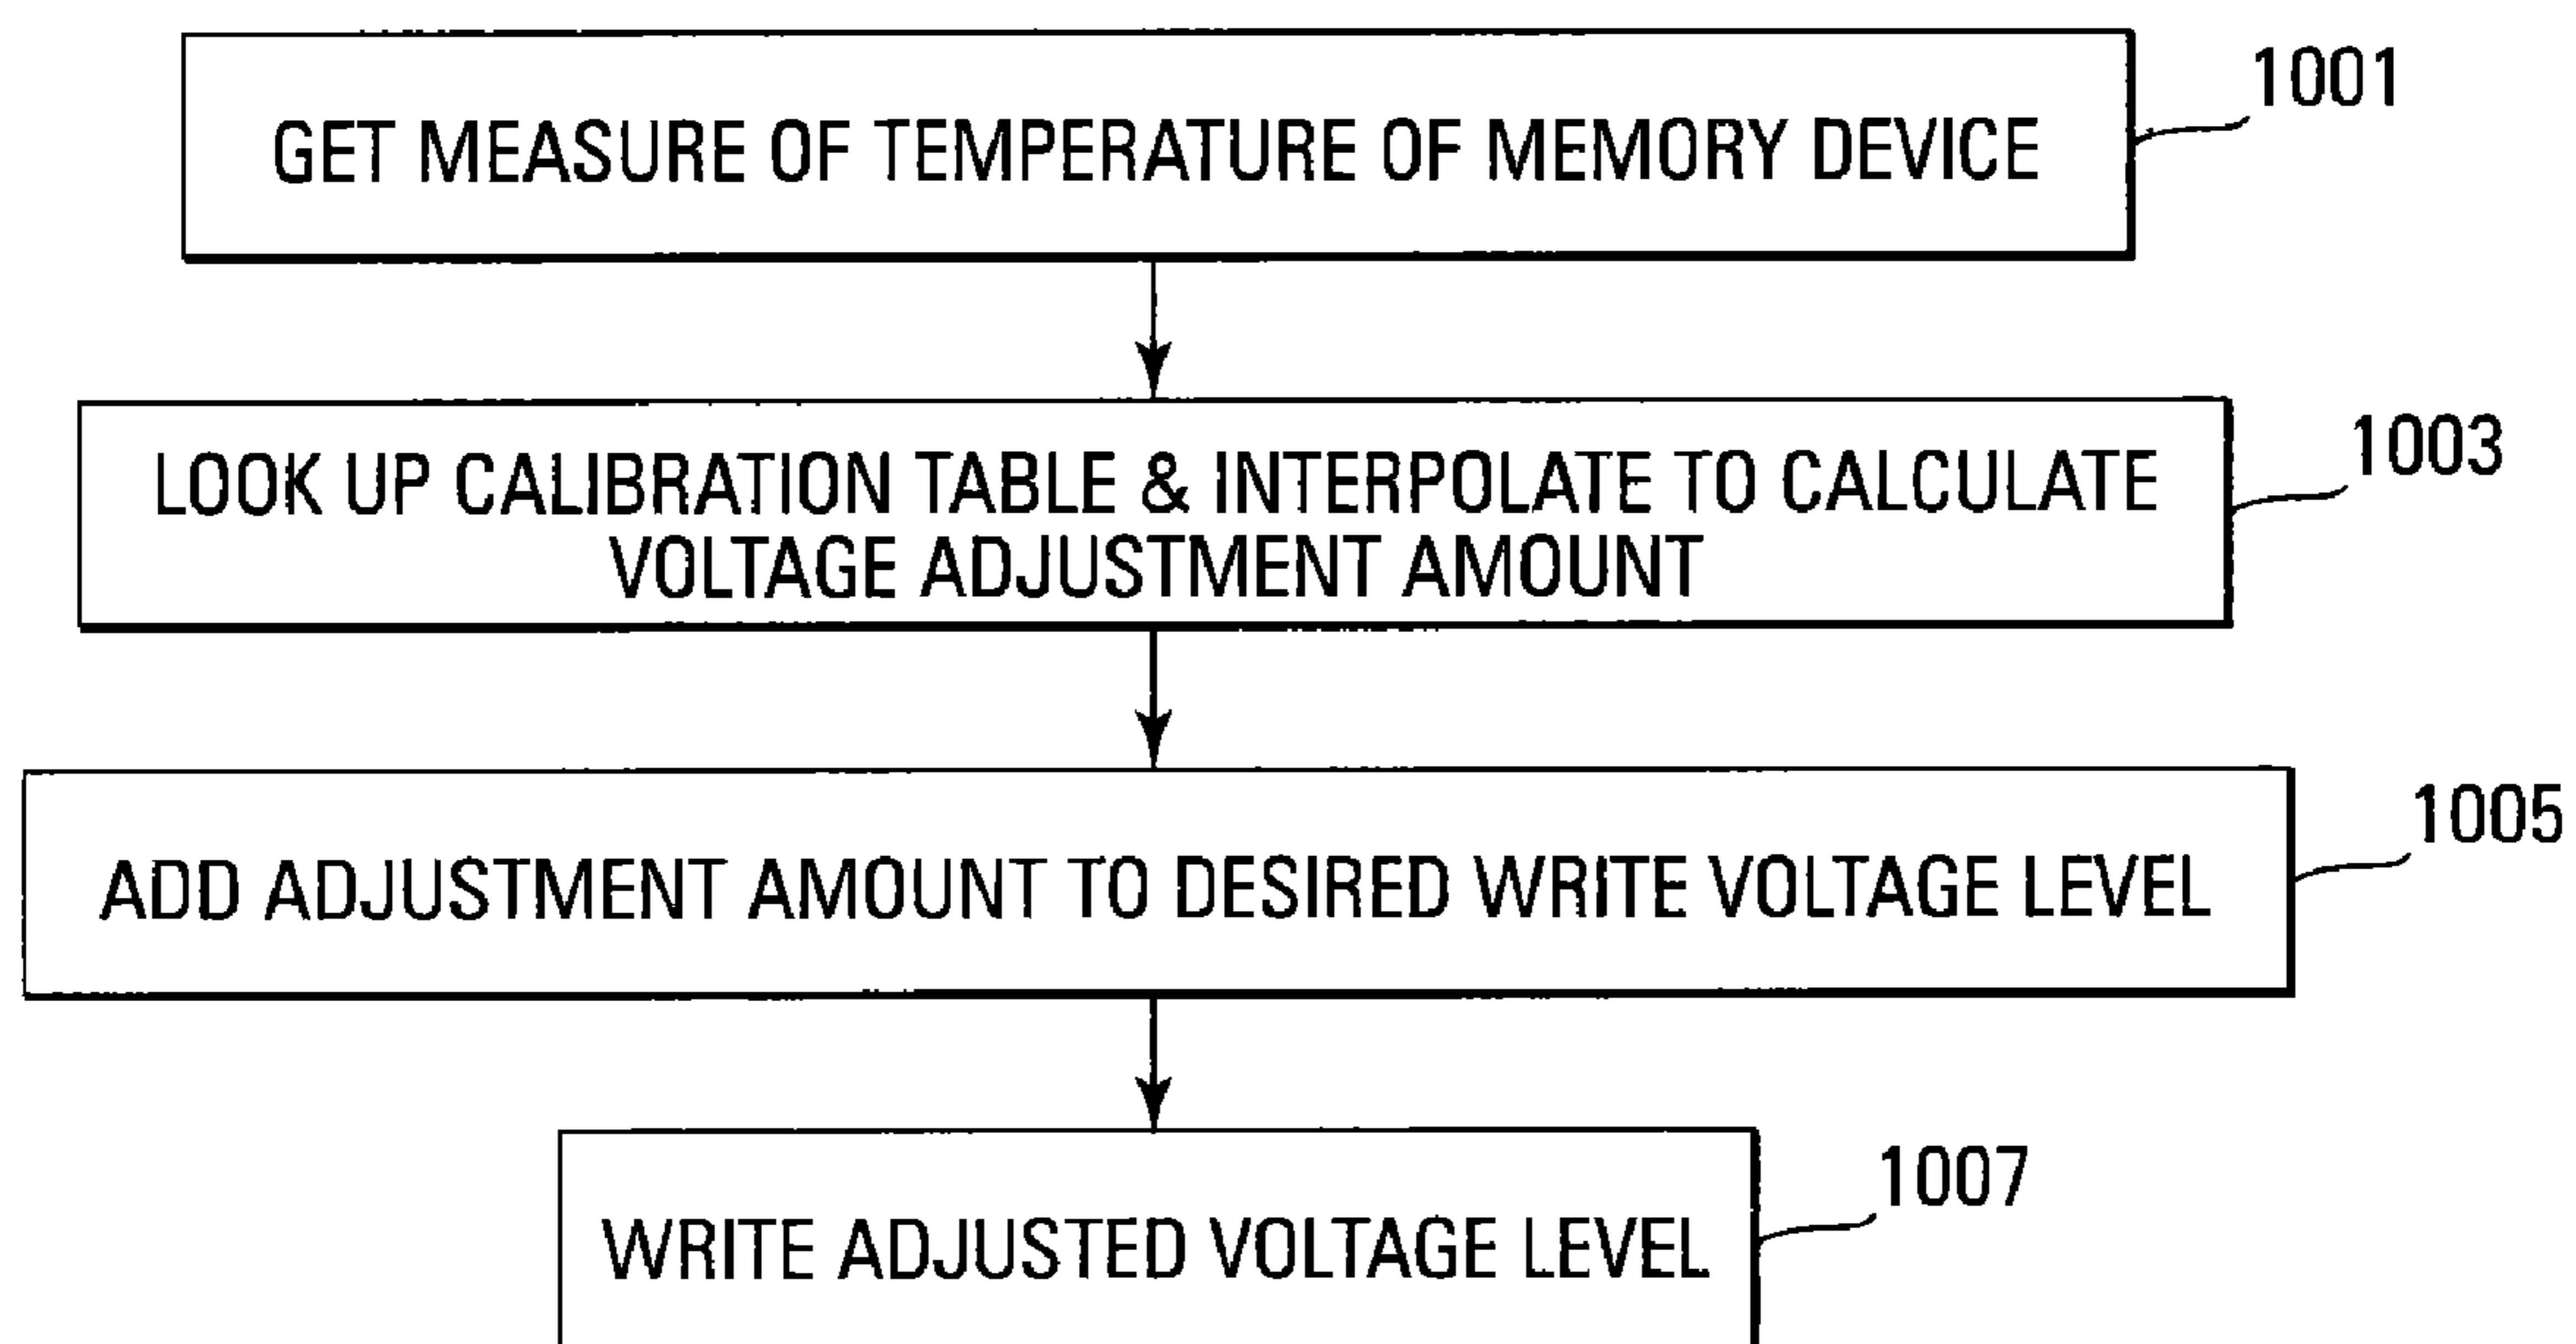 1001
GET MEASURE OF TEMPERATURE OF MEMORY DEVICE
1003
LOOK UP CALIBRATION TABLE & INTERPOLATE TO CALCULATE
VOLTAGE ADJUSTMENT AMOUNT
1005
ADD ADJUSTMENT AMOUNT TO DESIRED WRITE VOLTAGE LEVEL
1007
WRITE ADJUSTED VOLTAGE LEVEL